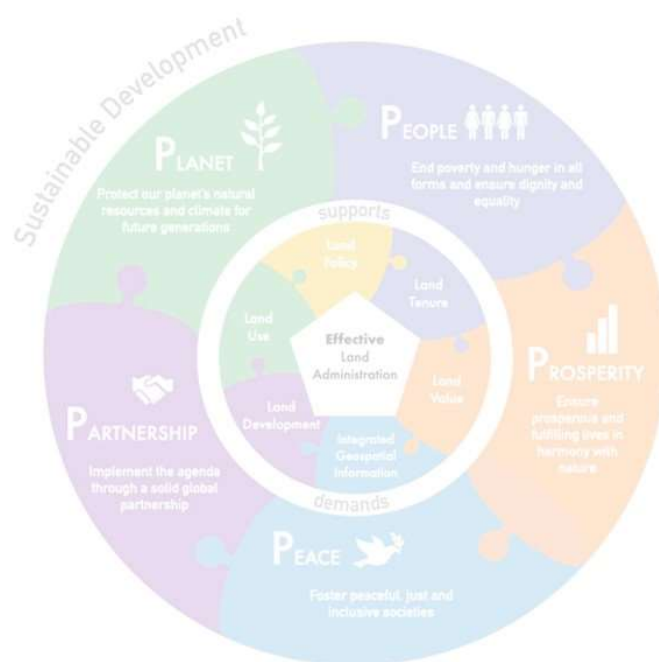 Sustainable Development
PLANET
Protect our planet's natural
resources and climate for
future generations
PEOPLE
End poverty and hunger in all
forms and ensure dignity and
equality
supports
Land
Policy
Land
Tenure
Land
Use
Effective
Land
Administration
Land
Value
Land
Development
Integrated
Geospatial
Information
demands
PROSPERITY
Ensure
prosperous and
fulfilling lives in
harmony with
nature
PARTNERSHIP
Implement the agenda
through a solid global
partnership
PEACE
Foster peaceful, just and
inclusive societies